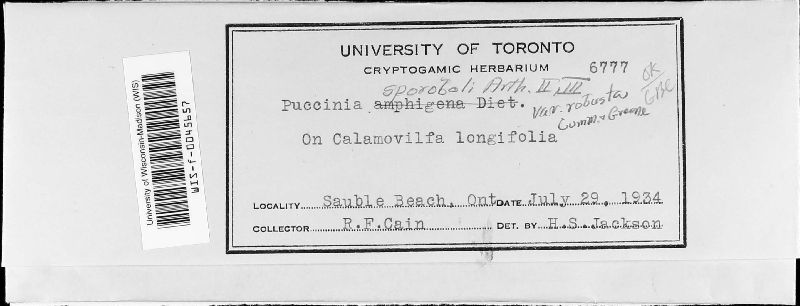 University of Wisconsin-Madison (WIS)
WIS-f-0045657
UNIVERSITY OF TORONTO
CRYPTOGAMIC HERBARIUM 6777
sporoboli Arth. II, III
OK
GBC
Puccinia amphigena Diet.
Var. robusta
Cumm. & Greene
On Calamovilfa longifolia
LOCALITY Sauble Beach, Ont DATE July 29, 1934
COLLECTOR R.F.Cain DET. BY H.S.Jackson